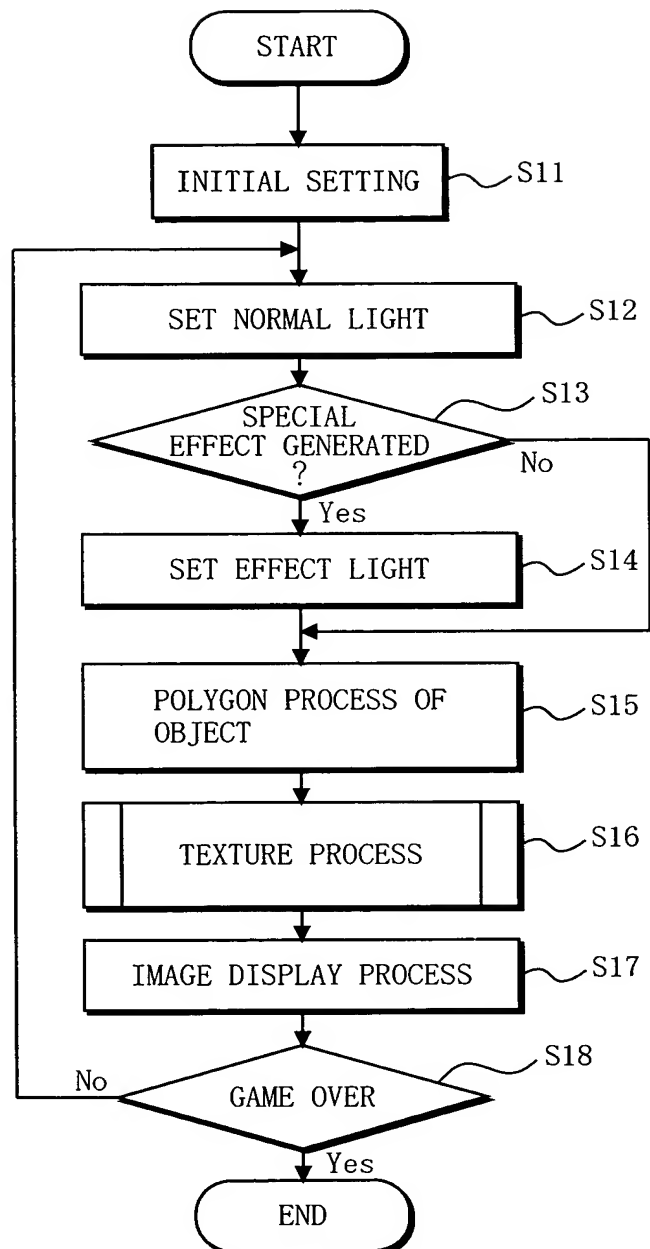 START
INITIAL SETTING
S11
SET NORMAL LIGHT
S12
SPECIAL
EFFECT GENERATED
?
S13
No
Yes
SET EFFECT LIGHT
S14
POLYGON PROCESS OF
OBJECT
S15
TEXTURE PROCESS
S16
IMAGE DISPLAY PROCESS
S17
GAME OVER
S18
No
Yes
END